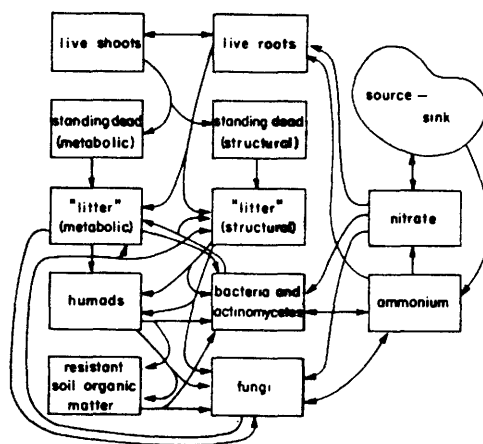 live shoots
live roots
source –
sink
standing dead
(metabolic)
standing dead
(structural)
"litter"
(metabolic)
"litter"
(structural)
nitrate
humads
bacteria and
actinomycetes
ammonium
resistant
soil organic
matter
fungi